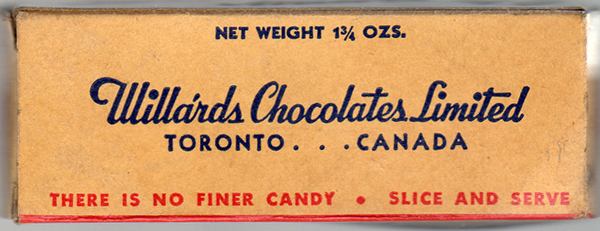 NET WEIGHT 1¾ OZS.
Willards Chocolates Limited
TORONTO...CANADA
THERE IS NO FINER CANDY • SLICE AND SERVE